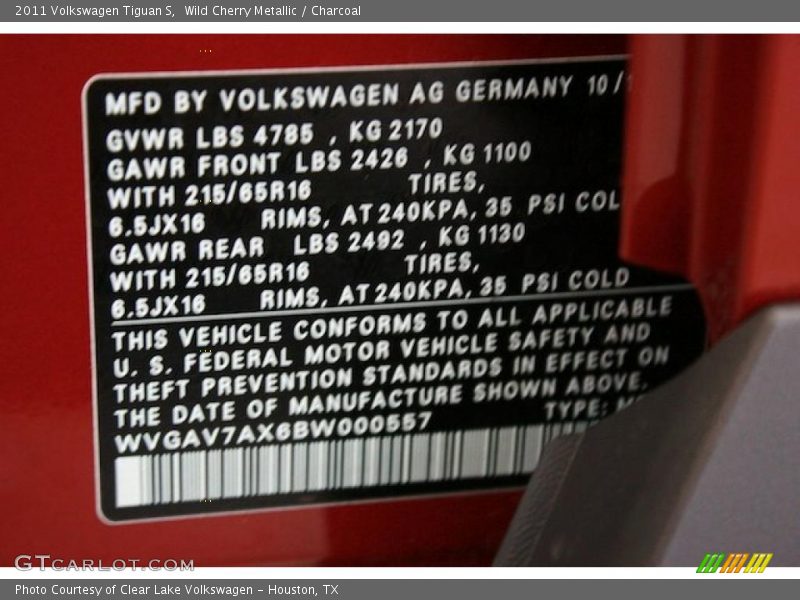 2011 Volkswagen Tiguan S,  Wild Cherry Metallic / Charcoal
MFD BY VOLKSWAGEN AG GERMANY 10/
GVWR LBS 4785 , KG 2170
GAWR FRONT LBS 2426 , KG 1100
WITH 215/65R16 TIRES,
6.5JX16 RIMS, AT 240KPA, 35 PSI COL
GAWR REAR LBS 2492 , KG 1130
WITH 215/65R16 TIRES,
6.5JX16 RIMS, AT 240KPA, 35 PSI COLD
THIS VEHICLE CONFORMS TO ALL APPLICABLE
U. S. FEDERAL MOTOR VEHICLE SAFETY AND
THEFT PREVENTION STANDARDS IN EFFECT ON
THE DATE OF MANUFACTURE SHOWN ABOVE.
WVGAV7AX6BW000557 TYPE:
GTCARLOT.COM
Photo Courtesy of Clear Lake Volkswagen – Houston, TX